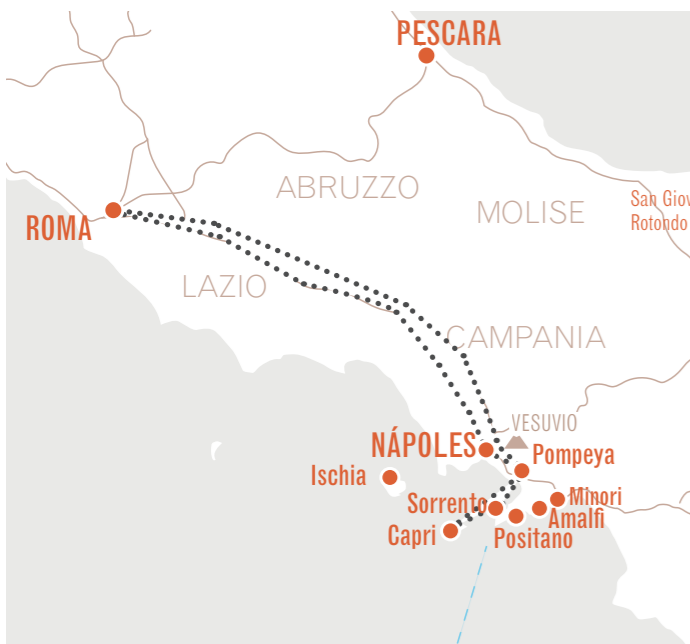 PESCARA
ABRUZZO
MOLISE
San Giov
Rotondo
ROMA
LAZIO
CAMPANIA
VESUVIO
NÁPOLES
Pompeya
Ischia
Sorrento
Minori
Amalfi
Capri
Positano